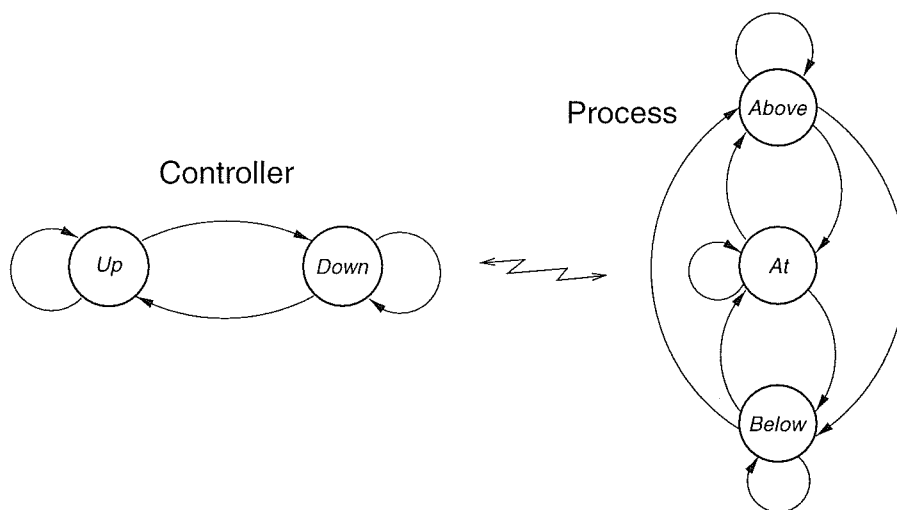 Controller
Up
Down
Process
Above
At
Below